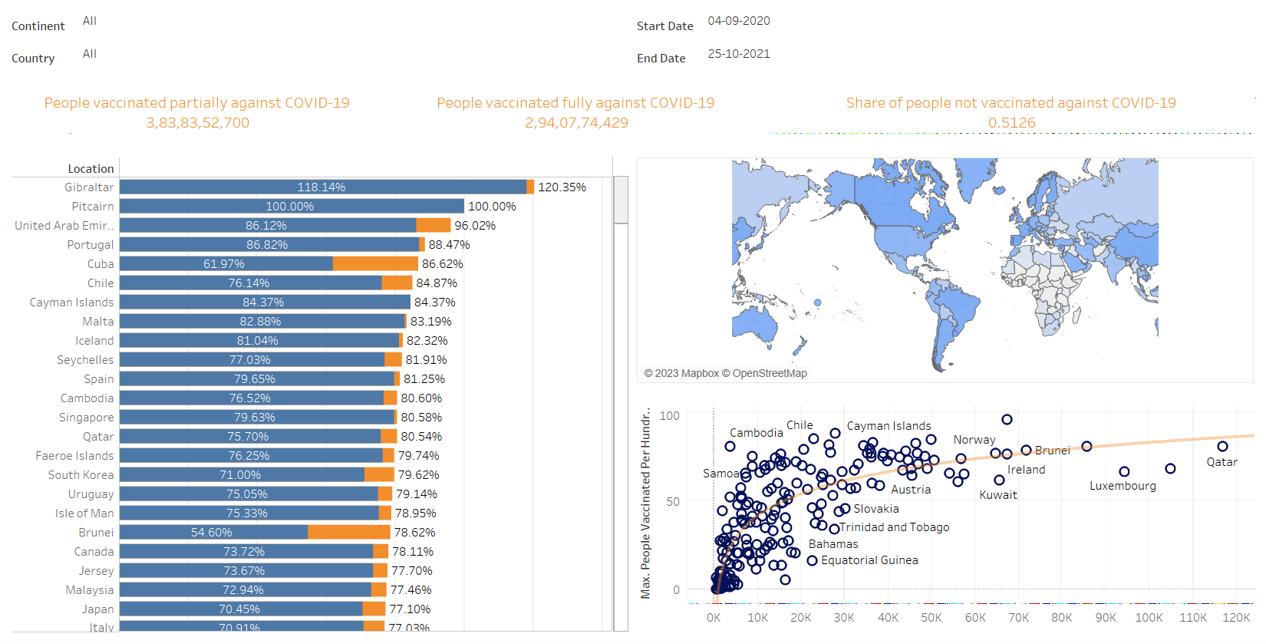 Continent All
Country All
Start Date 04-09-2020
End Date 25-10-2021
People vaccinated partially against COVID-19
3,83,83,52,700
People vaccinated fully against COVID-19
2,94,07,74,429
Share of people not vaccinated against COVID-19
0.5126
Location
Gibraltar 118.14% 120.35%
Pitcairn 100.00% 100.00%
United Arab Emir.. 86.12% 96.02%
Portugal 86.82% 88.47%
Cuba 61.97% 86.62%
Chile 76.14% 84.87%
Cayman Islands 84.37% 84.37%
Malta 82.88% 83.19%
Iceland 81.04% 82.32%
Seychelles 77.03% 81.91%
Spain 79.65% 81.25%
Cambodia 76.52% 80.60%
Singapore 79.63% 80.58%
Qatar 75.70% 80.54%
Faeroe Islands 76.25% 79.74%
South Korea 71.00% 79.62%
Uruguay 75.05% 79.14%
Isle of Man 75.33% 78.95%
Brunei 54.60% 78.62%
Canada 73.72% 78.11%
Jersey 73.67% 77.70%
Malaysia 72.94% 77.46%
Japan 70.45% 77.10%
Italy 70.91% 77.03%
© 2023 Mapbox © OpenStreetMap
Max. People Vaccinated Per Hundr..
100
50
0
Cambodia
Chile
Cayman Islands
Norway
Brunei
Qatar
Samoa
Ireland
Luxembourg
Kuwait
Austria
Slovakia
Trinidad and Tobago
Bahamas
Equatorial Guinea
0K 10K 20K 30K 40K 50K 60K 70K 80K 90K 100K 110K 120K